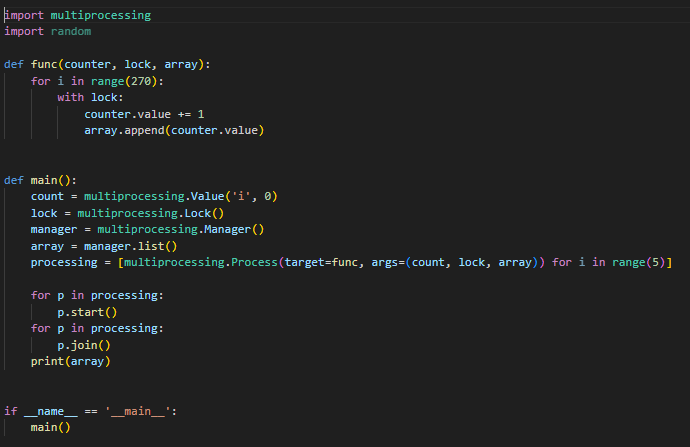 import multiprocessing
import random

def func(counter, lock, array):
    for i in range(270):
        with lock:
            counter.value += 1
            array.append(counter.value)


def main():
    count = multiprocessing.Value('i', 0)
    lock = multiprocessing.Lock()
    manager = multiprocessing.Manager()
    array = manager.list()
    processing = [multiprocessing.Process(target=func, args=(count, lock, array)) for i in range(5)]

    for p in processing:
        p.start()
    for p in processing:
        p.join()
    print(array)


if __name__ == '__main__':
    main()